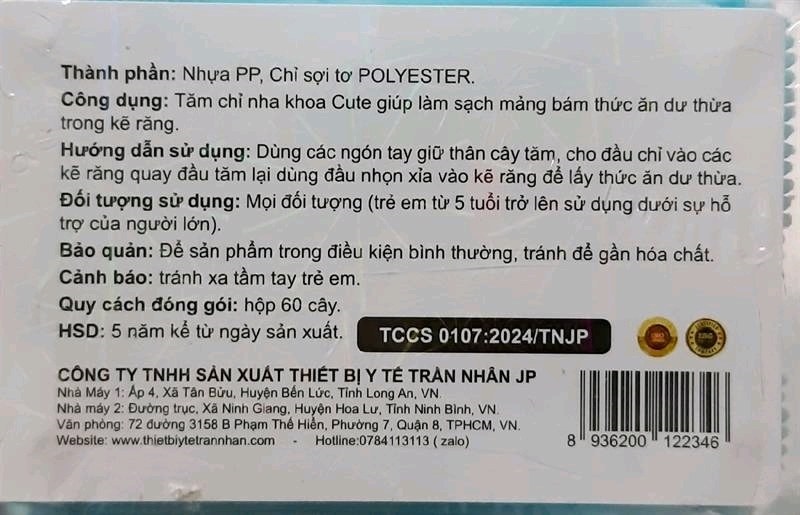 Thành phần: Nhựa PP, Chỉ sợi tơ POLYESTER.
Công dụng: Tăm chỉ nha khoa Cute giúp làm sạch mảng bám thức ăn dư thừa
trong kẽ răng.
Hướng dẫn sử dụng: Dùng các ngón tay giữ thân cây tăm, cho đầu chỉ vào các
kẽ răng quay đầu tăm lại dùng đầu nhọn xỉa vào kẽ răng để lấy thức ăn dư thừa.
Đối tượng sử dụng: Mọi đối tượng (trẻ em từ 5 tuổi trở lên sử dụng dưới sự hỗ
trợ của người lớn).
Bảo quản: Để sản phẩm trong điều kiện bình thường, tránh để gần hóa chất.
Cảnh báo: tránh xa tầm tay trẻ em.
Quy cách đóng gói: hộp 60 cây.
HSD: 5 năm kể từ ngày sản xuất.
TCCS 0107:2024/TNJP
CÔNG TY TNHH SẢN XUẤT THIẾT BỊ Y TẾ TRẦN NHÂN JP
Nhà Máy 1: Ấp 4, Xã Tân Bửu, Huyện Bến Lức, Tỉnh Long An, VN.
Nhà máy 2: Đường trục, Xã Ninh Giang, Huyện Hoa Lư, Tỉnh Ninh Bình, VN.
Văn phòng: 72 đường 3158 B Phạm Thế Hiển, Phường 7, Quận 8, TPHCM, VN.
Website: www.thietbiytetrannhan.com - Hotline:0784113113 ( zalo)
8 936200 122346